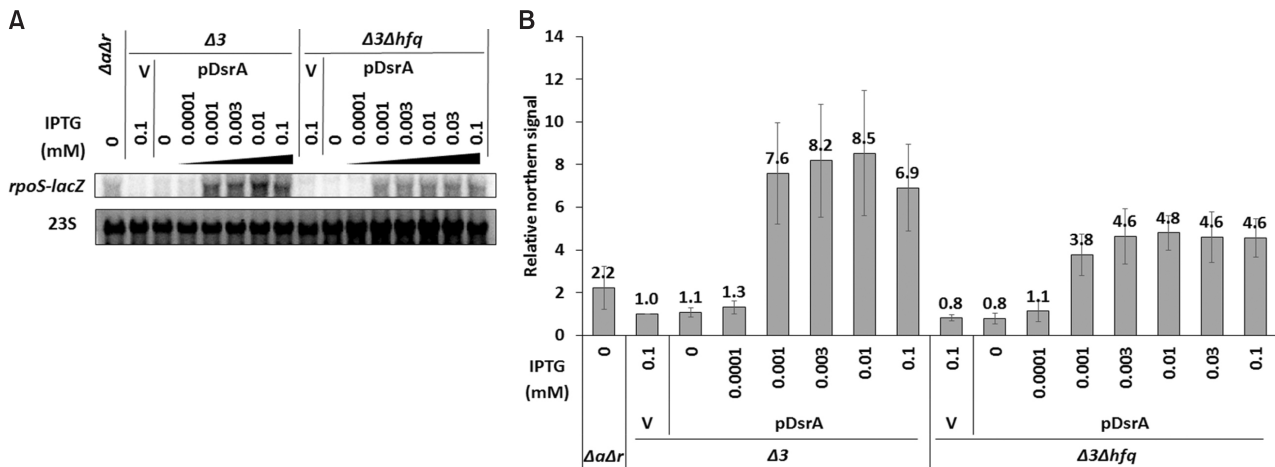 A
ΔaΔr
Δ3
Δ3Δhfq
V
pDsrA
V
pDsrA
IPTG
(mM)
0
0.1
0
0.0001
0.001
0.003
0.01
0.1
0.1
0
0.0001
0.001
0.003
0.01
0.03
0.1
rpoS-lacZ
23S
B
Relative northern signal
14
12
10
8
6
4
2
0
2.2
1.0
1.1
1.3
7.6
8.2
8.5
6.9
0.8
0.8
1.1
3.8
4.6
4.8
4.6
4.6
IPTG
(mM)
0
0.1
0
0.0001
0.001
0.003
0.01
0.1
0.1
0
0.0001
0.001
0.003
0.01
0.03
0.1
V
pDsrA
V
pDsrA
ΔaΔr
Δ3
Δ3Δhfq